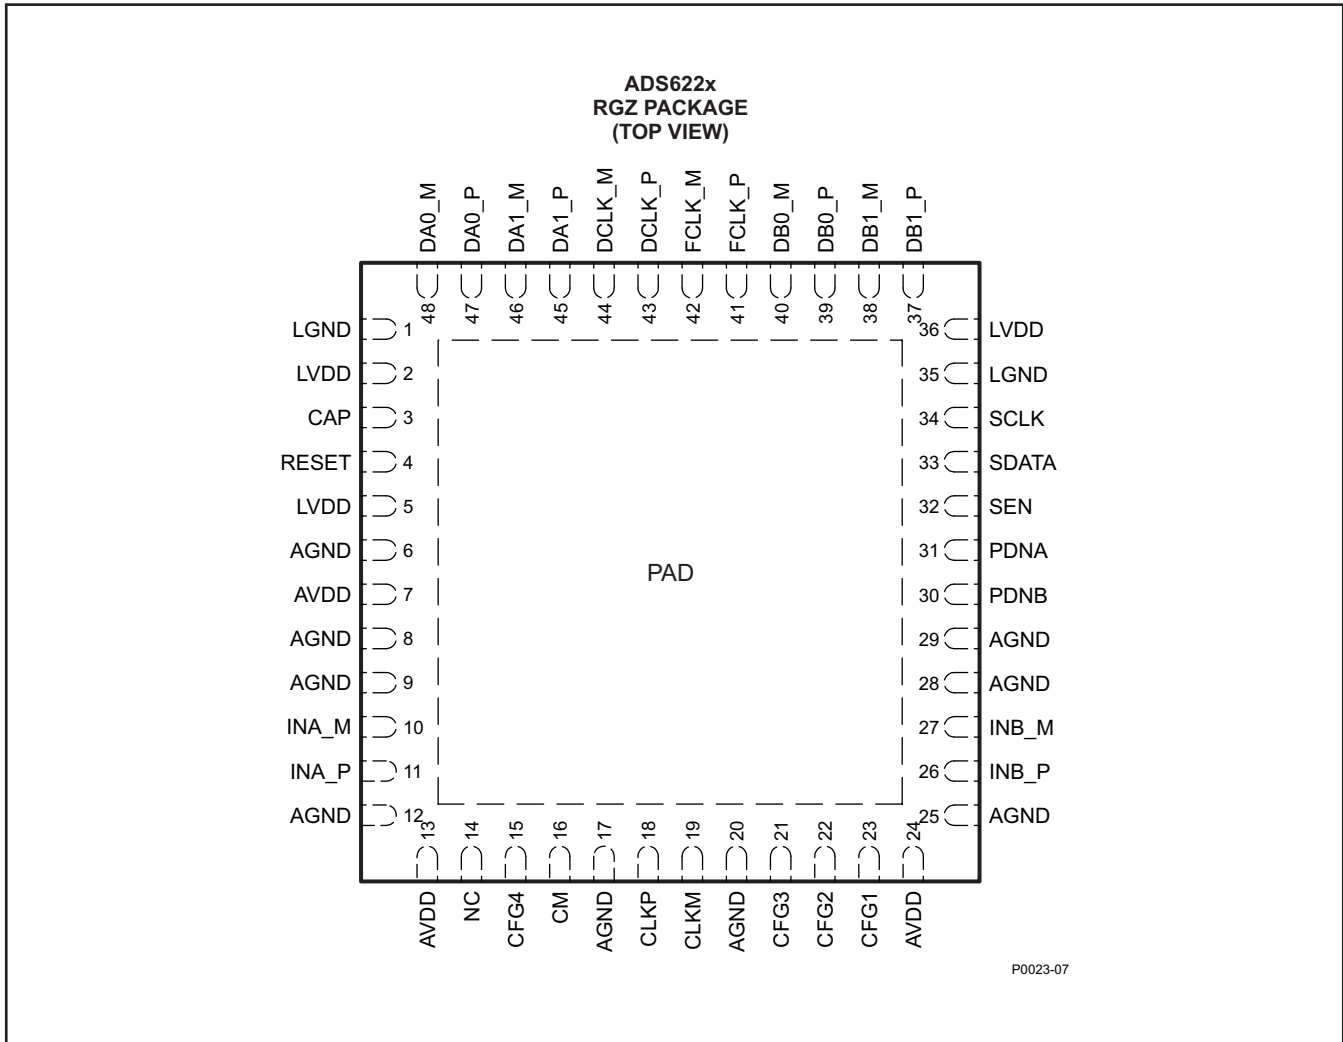 ADS622x
RGZ PACKAGE
(TOP VIEW)
DA0_M
DA0_P
DA1_M
DA1_P
DCLK_M
DCLK_P
FCLK_M
FCLK_P
DB0_M
DB0_P
DB1_M
DB1_P
48
47
46
45
44
43
42
41
40
39
38
37
LGND 1
LVDD 2
CAP 3
RESET 4
LVDD 5
AGND 6
AVDD 7
AGND 8
AGND 9
INA_M 10
INA_P 11
AGND 12
PAD
36 LVDD
35 LGND
34 SCLK
33 SDATA
32 SEN
31 PDNA
30 PDNB
29 AGND
28 AGND
27 INB_M
26 INB_P
25 AGND
13
14
15
16
17
18
19
20
21
22
23
24
AVDD
NC
CFG4
CM
AGND
CLKP
CLKM
AGND
CFG3
CFG2
CFG1
AVDD
P0023-07